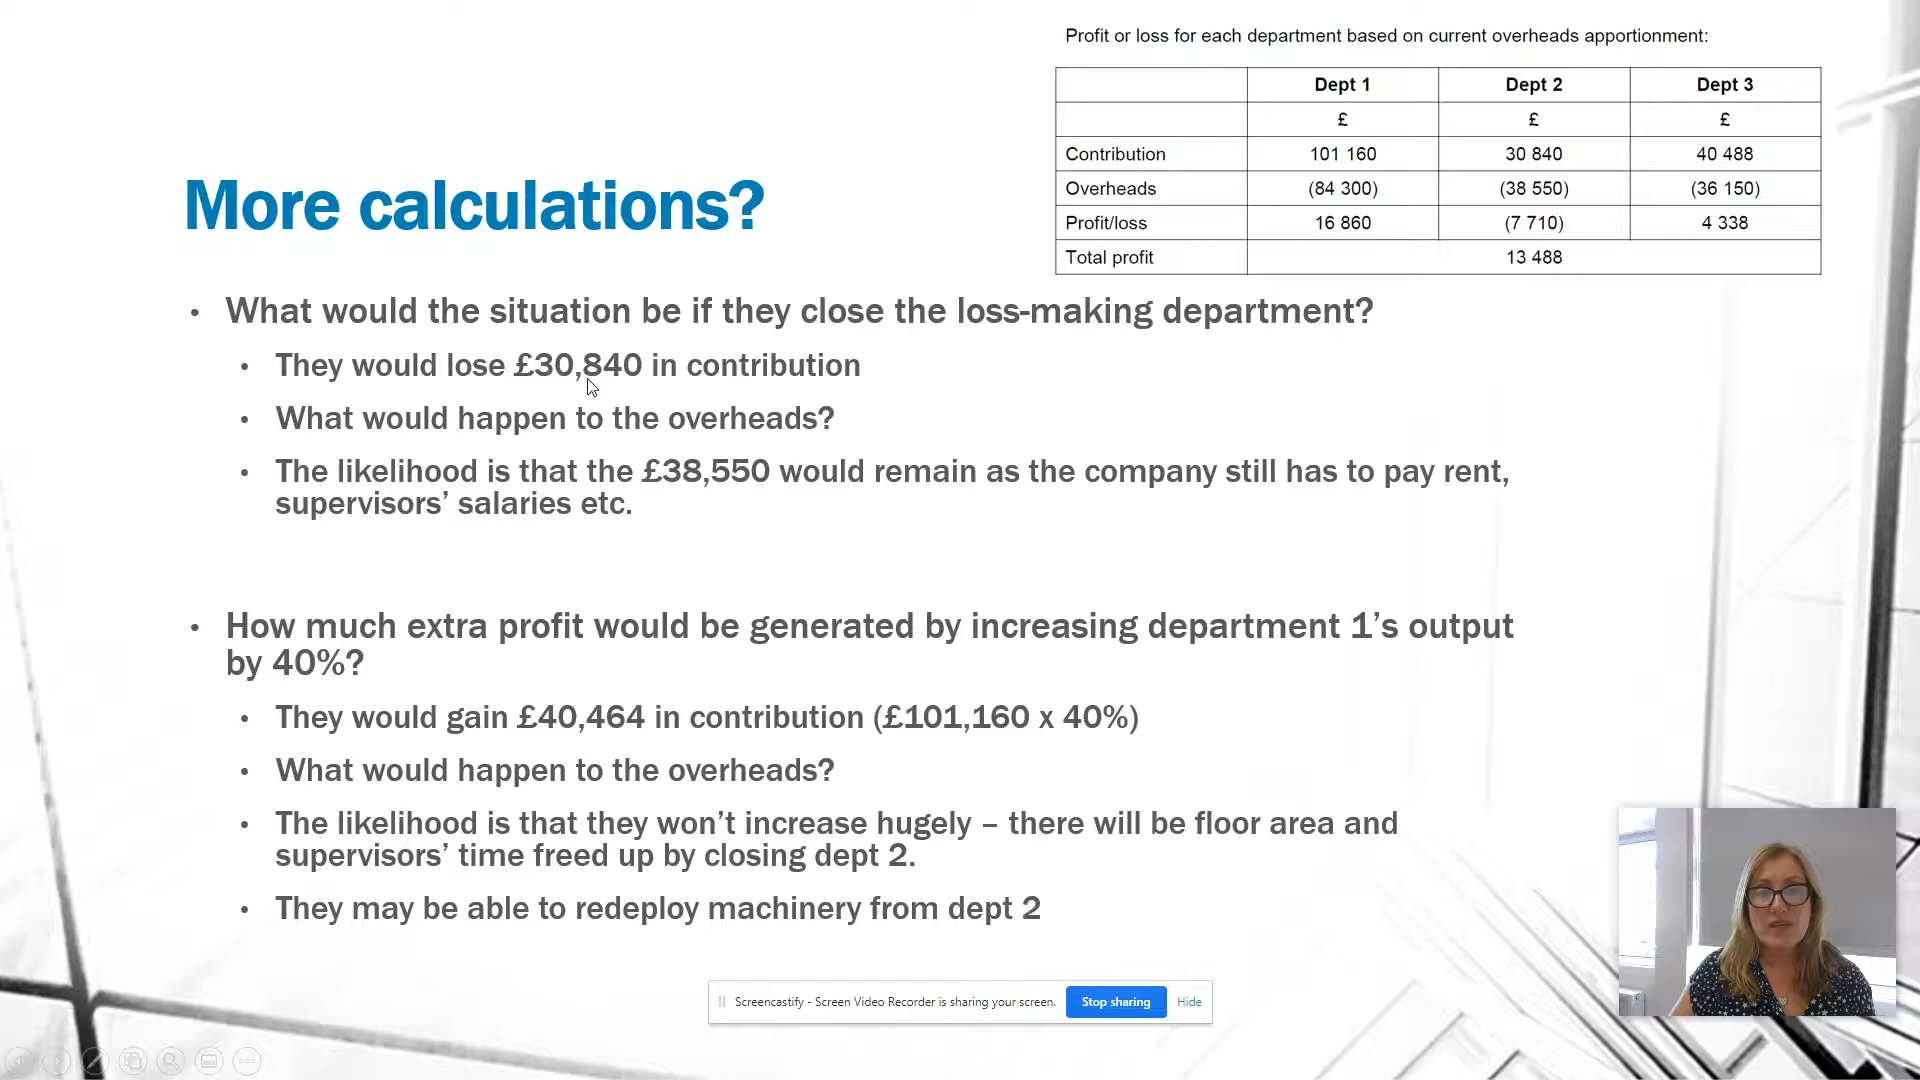 Profit or loss for each department based on current overheads apportionment:
Dept 1 Dept 2 Dept 3
£ £ £
Contribution 101 160 30 840 40 488
Overheads (84 300) (38 550) (36 150)
Profit/loss 16 860 (7 710) 4 338
Total profit 13 488
More calculations?
• What would the situation be if they close the loss-making department?
• They would lose £30,840 in contribution
• What would happen to the overheads?
• The likelihood is that the £38,550 would remain as the company still has to pay rent,
supervisors’ salaries etc.
• How much extra profit would be generated by increasing department 1’s output
by 40%?
• They would gain £40,464 in contribution (£101,160 x 40%)
• What would happen to the overheads?
• The likelihood is that they won’t increase hugely – there will be floor area and
supervisors’ time freed up by closing dept 2.
• They may be able to redeploy machinery from dept 2
Screencastify - Screen Video Recorder is sharing your screen. Stop sharing Hide